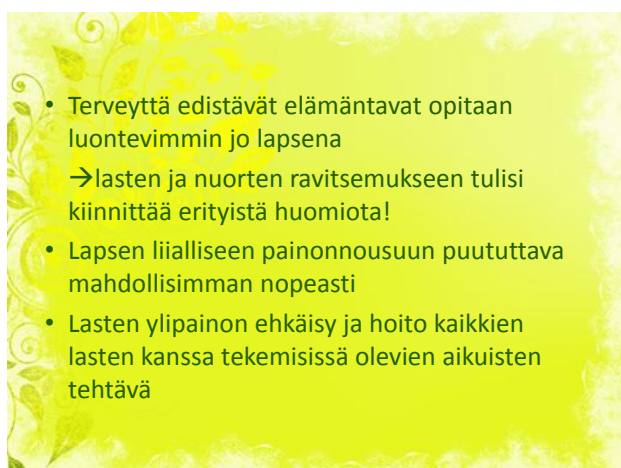 • Terveyttä edistävät elämäntavat opitaan
luontevimmin jo lapsena
→lasten ja nuorten ravitsemukseen tulisi
kiinnittää erityistä huomiota!
• Lapsen liialliseen painonnousuun puututtava
mahdollisimman nopeasti
• Lasten ylipainon ehkäisy ja hoito kaikkien
lasten kanssa tekemisissä olevien aikuisten
tehtävä